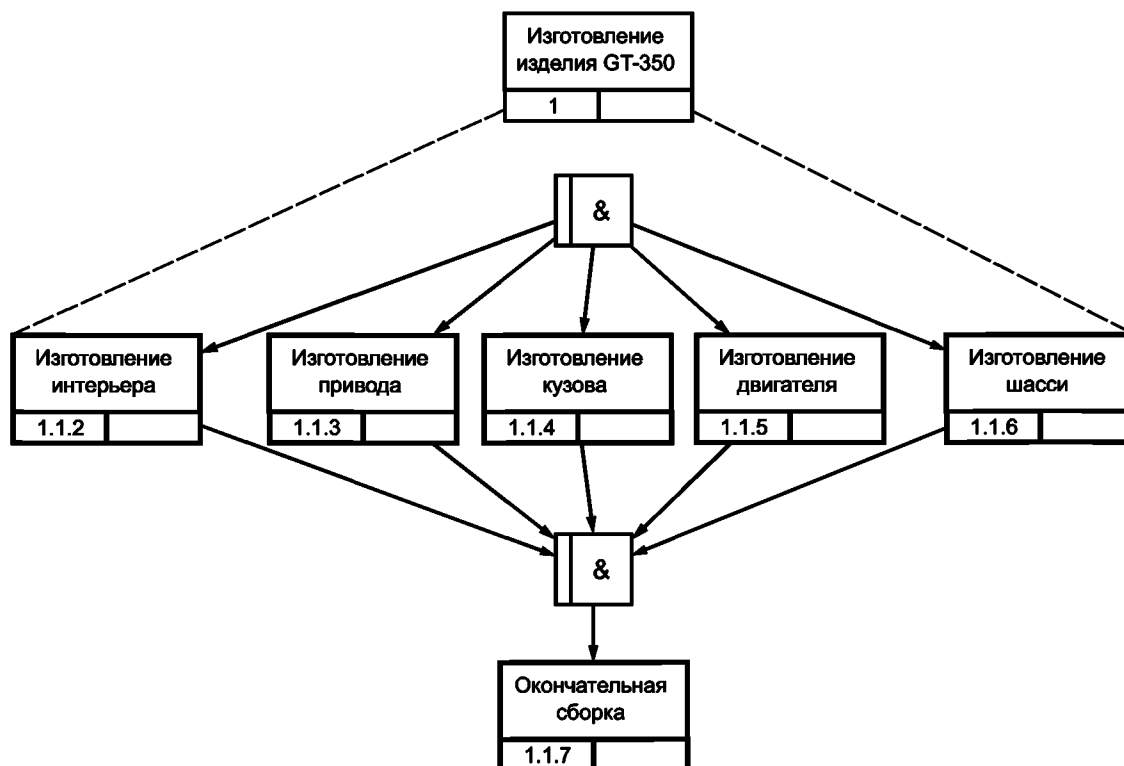 Изготовление
изделия GT-350
1
&
Изготовление
интерьера
1.1.2
Изготовление
привода
1.1.3
Изготовление
кузова
1.1.4
Изготовление
двигателя
1.1.5
Изготовление
шасси
1.1.6
&
Окончательная
сборка
1.1.7